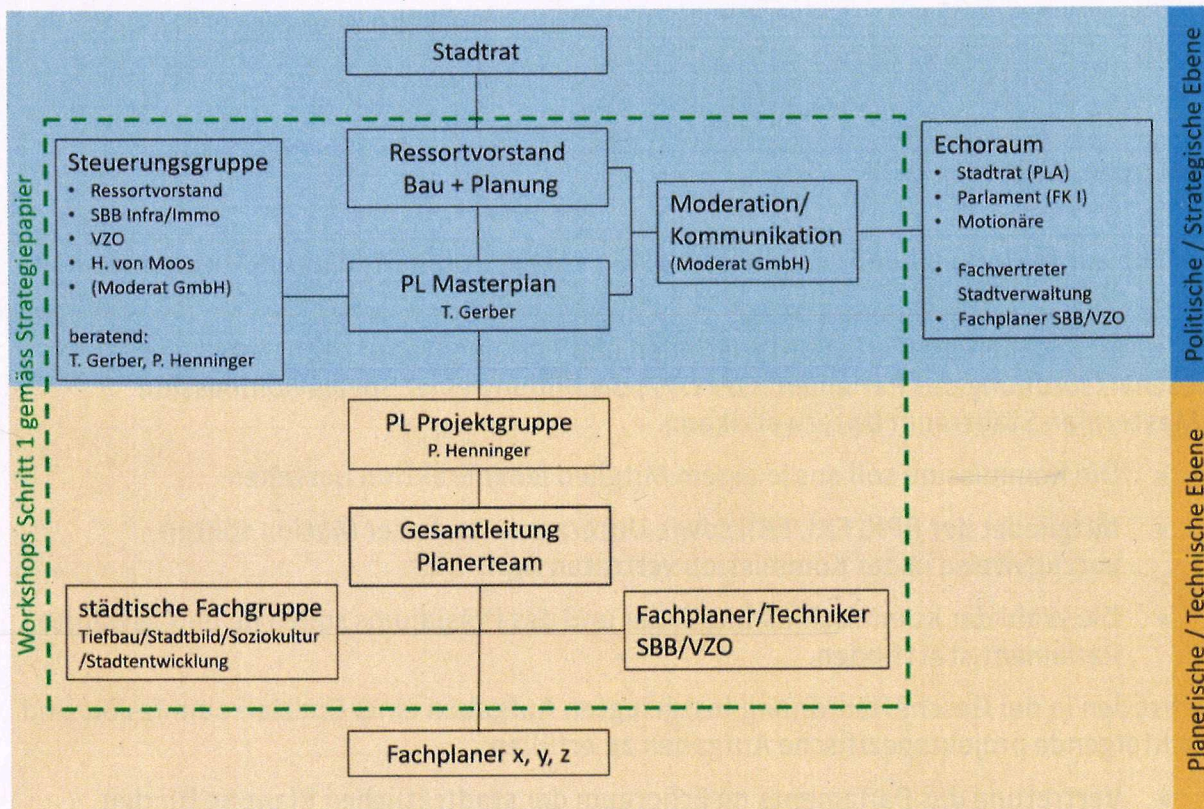 Stadtrat
Workshops Schritt 1 gemäss Strategiepapier
Steuerungsgruppe
• Ressortvorstand
• SBB Infra/Immo
• VZO
• H. von Moos
• (Moderat GmbH)
beratend:
T. Gerber, P. Henninger
Ressortvorstand
Bau + Planung
PL Masterplan
T. Gerber
Moderation/
Kommunikation
(Moderat GmbH)
Echoraum
• Stadtrat (PLA)
• Parlament (FK I)
• Motionäre
• Fachvertreter
Stadtverwaltung
• Fachplaner SBB/VZO
Politische / Strategische Ebene
PL Projektgruppe
P. Henninger
Gesamtleitung
Planerteam
städtische Fachgruppe
Tiefbau/Stadtbild/Soziokultur
/Stadtentwicklung
Fachplaner/Techniker
SBB/VZO
Fachplaner x, y, z
Planerische / Technische Ebene